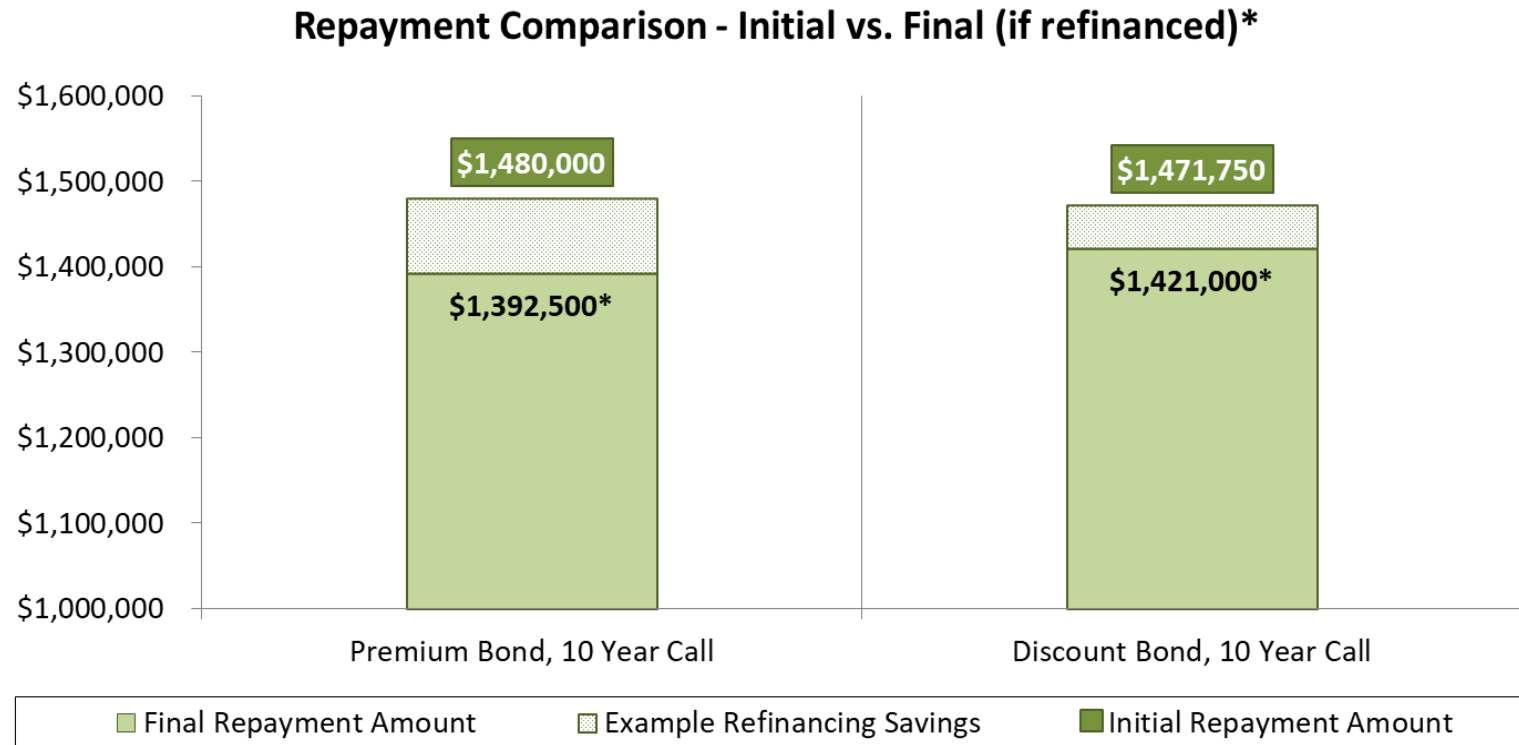 Repayment Comparison - Initial vs. Final (if refinanced)*
$1,600,000
$1,500,000
$1,400,000
$1,300,000
$1,200,000
$1,100,000
$1,000,000
$1,480,000
$1,392,500*
$1,471,750
$1,421,000*
Premium Bond, 10 Year Call
Discount Bond, 10 Year Call
Final Repayment Amount
Example Refinancing Savings
Initial Repayment Amount